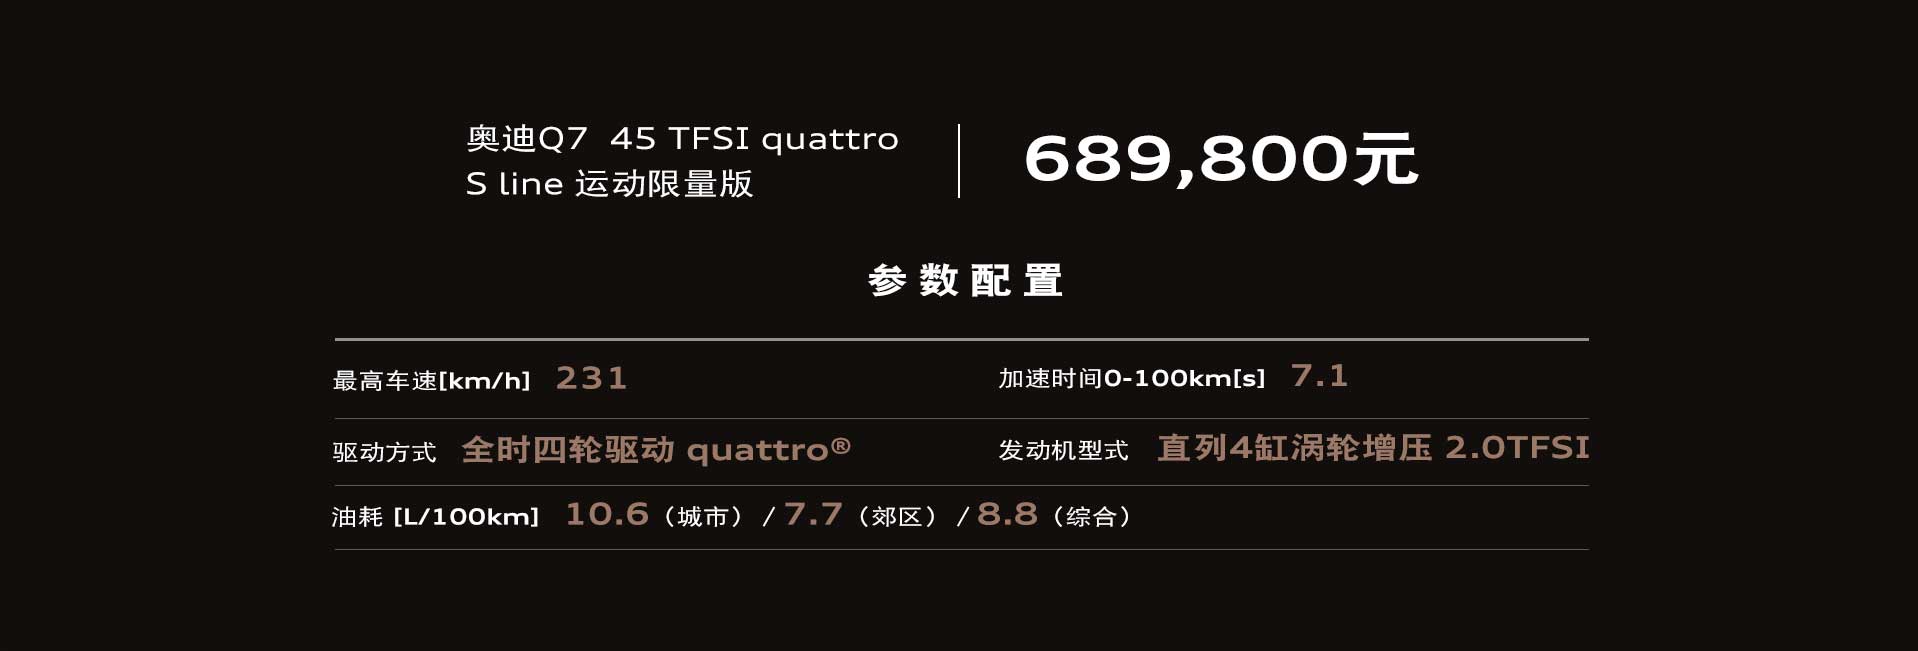 奥迪Q7 45 TFSI quattro
S line 运动限量版
689,800元
参数配置
最高车速[km/h] 231
加速时间0-100km[s] 7.1
驱动方式 全时四轮驱动 quattro®
发动机型式 直列4缸涡轮增压 2.0TFSI
油耗 [L/100km] 10.6（城市）/ 7.7（郊区）/ 8.8（综合）